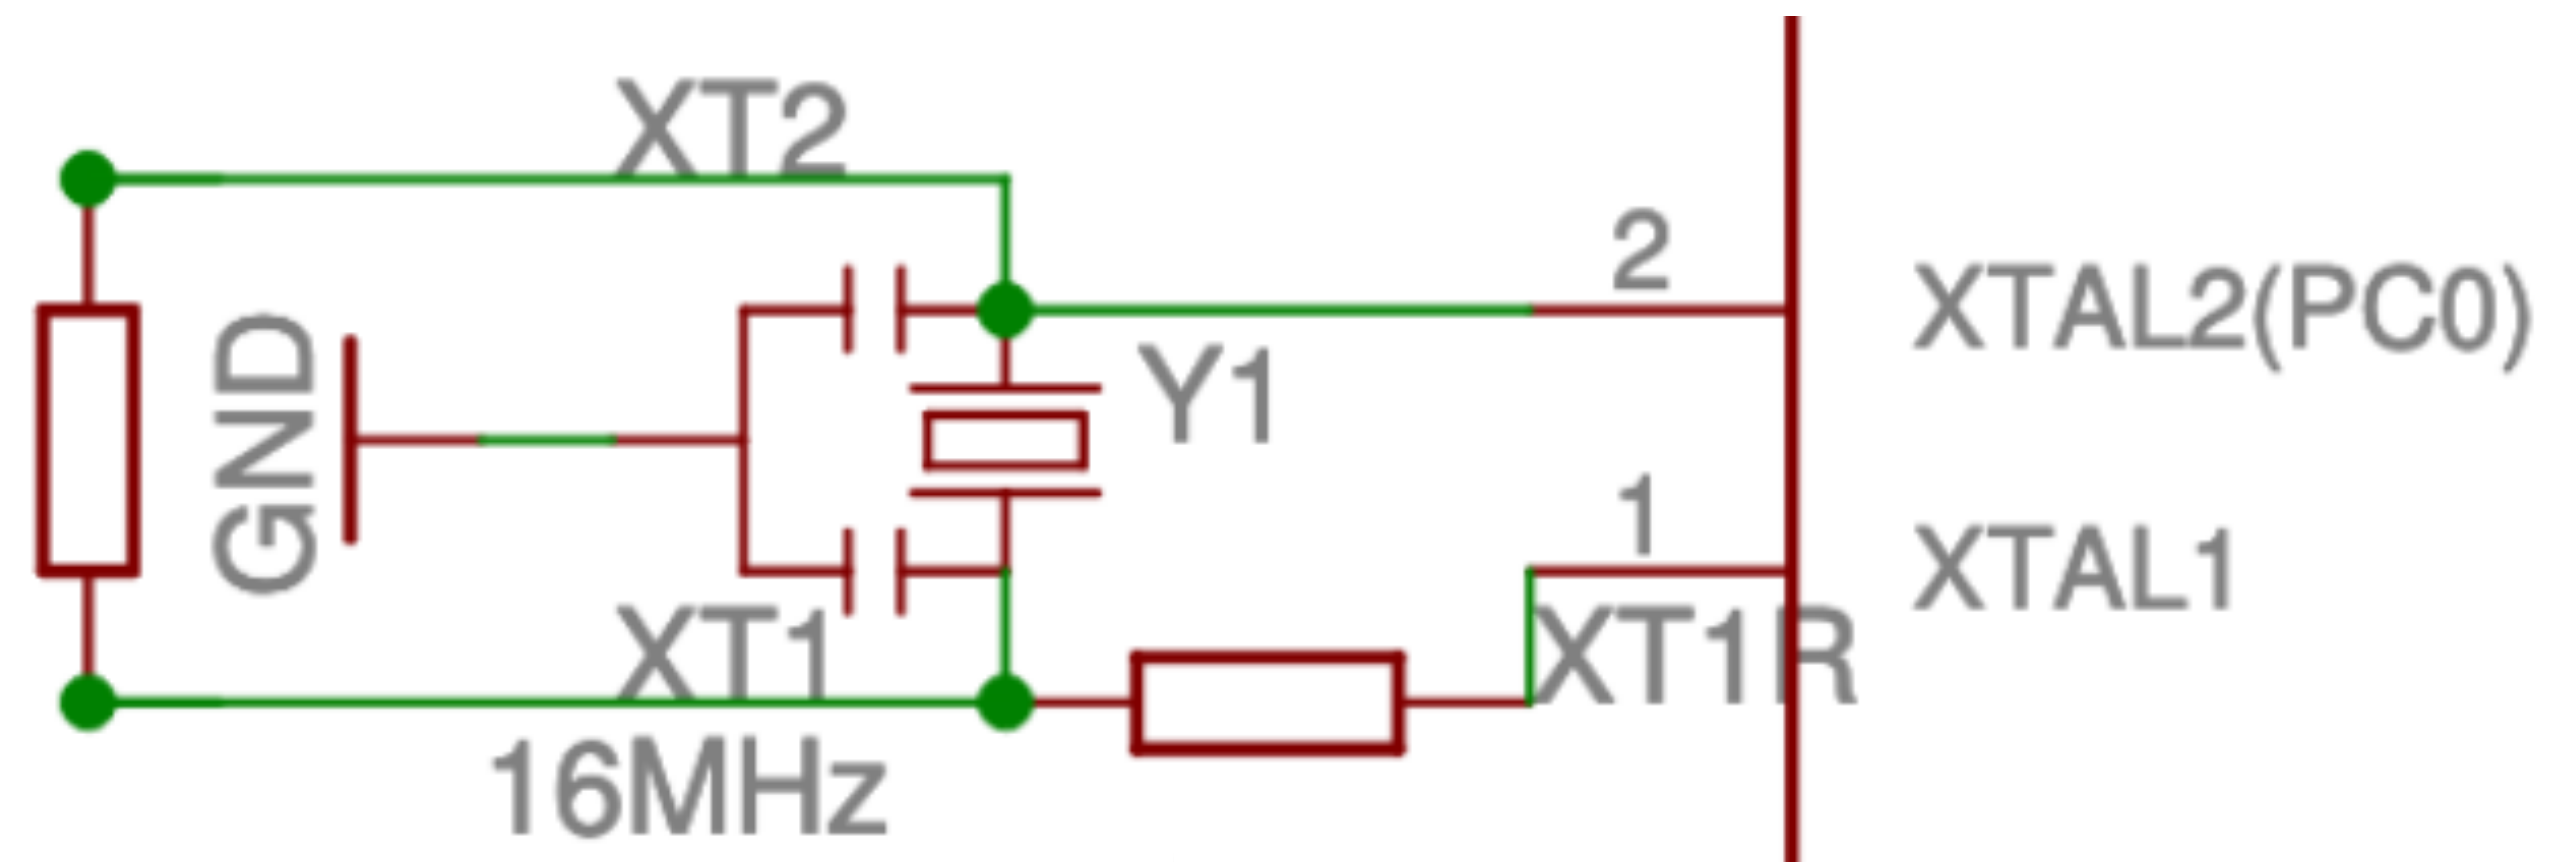 XT2
2
XTAL2(PC0)
GND
Y1
1
XTAL1
XT1
XT1R
16MHz